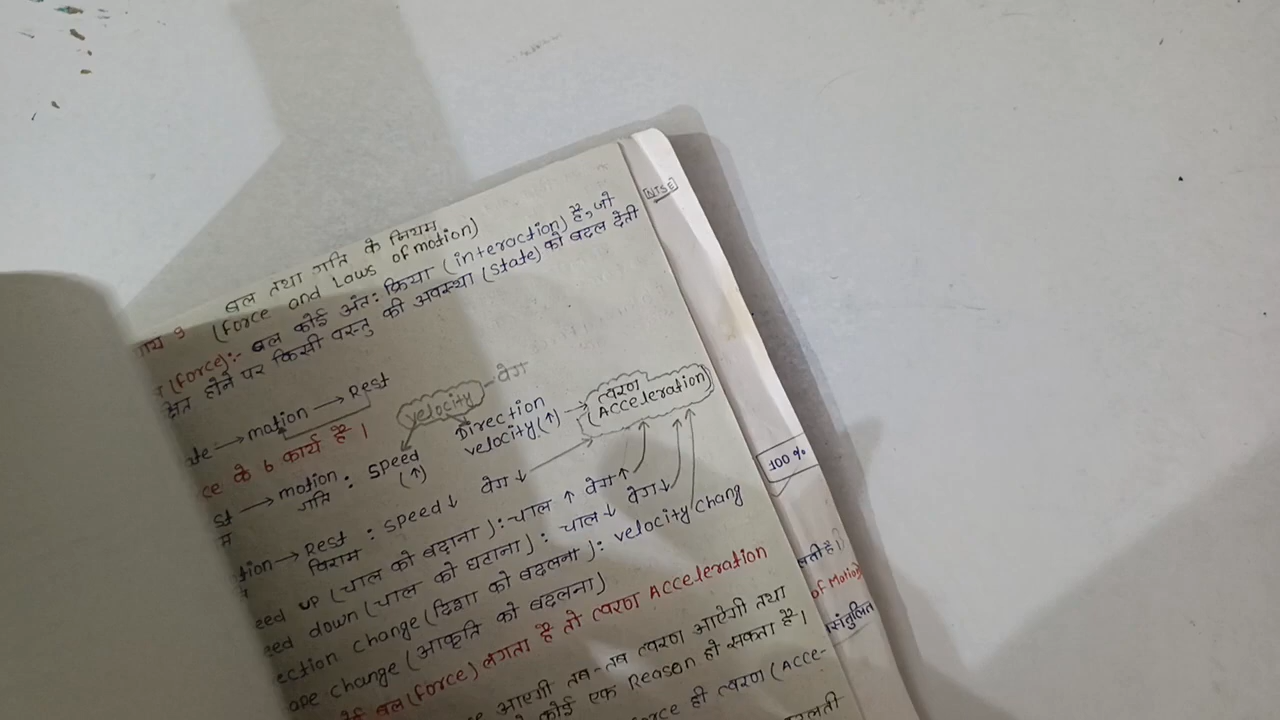 बल तथा गति के नियम
(Force and Laws of motion)
(Force):- बल कोई अंत: क्रिया (interaction) है, जो
होने पर किसी वस्तु की अवस्था (state) को बदल देती
motion → Rest
के 6 कार्य है।
velocity - वेग
→ motion : speed (↑)
गति
Direction
velocity (↑) → त्वरण
(Acceleration)
→ Rest : speed ↓ वेग ↓
विराम
up (चाल को बढ़ाना) : चाल ↑ वेग ↑
down (चाल को घटाना) : चाल ↓ वेग ↓
change (दिशा को बदलना) : velocity chang
change (आकृति को बदलना)
बल (force) लगता है तो त्वरण Acceleration
आएगी तब-तब त्वरण आऐगी तथा
कोई एक Reason हो सकता है।
ही त्वरण (Acce-
[NTSE]
100 %
of Motion